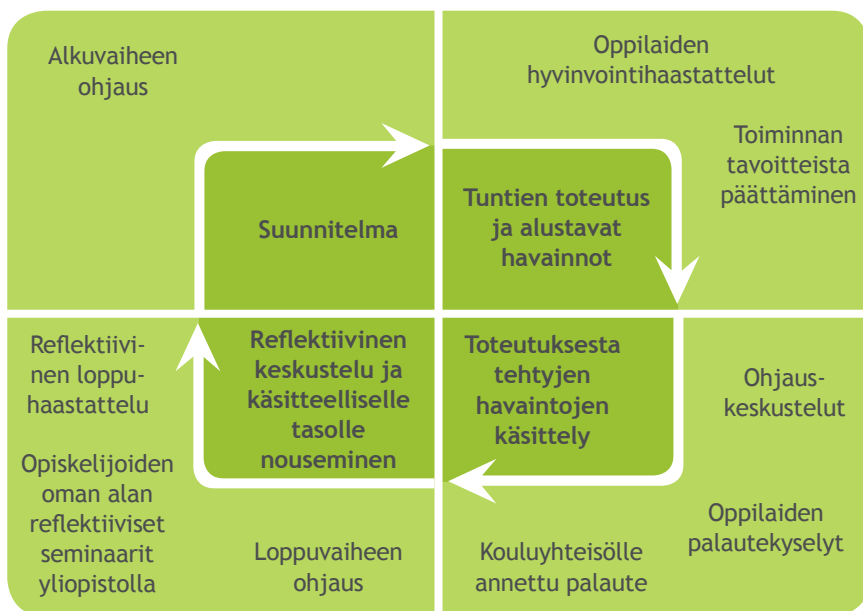 Alkuvaiheen
ohjaus
Oppilaiden
hyvinvointihaastattelut
Toiminnan
tavoitteista
päättäminen
Suunnitelma
Tuntien toteutus
ja alustavat
havainnot
Reflektiivi-
nen loppu-
haastattelu
Opiskelijoiden
oman alan
reflektiiviset
seminaarit
yliopistolla
Reflektiivinen
keskustelu ja
käsitteelliselle
tasolle
nouseminen
Toteutuksesta
tehtyjen
havaintojen
käsittely
Ohjaus-
keskustelut
Oppilaiden
palautekyselyt
Loppuvaiheen
ohjaus
Kouluyhteisölle
annettu palaute